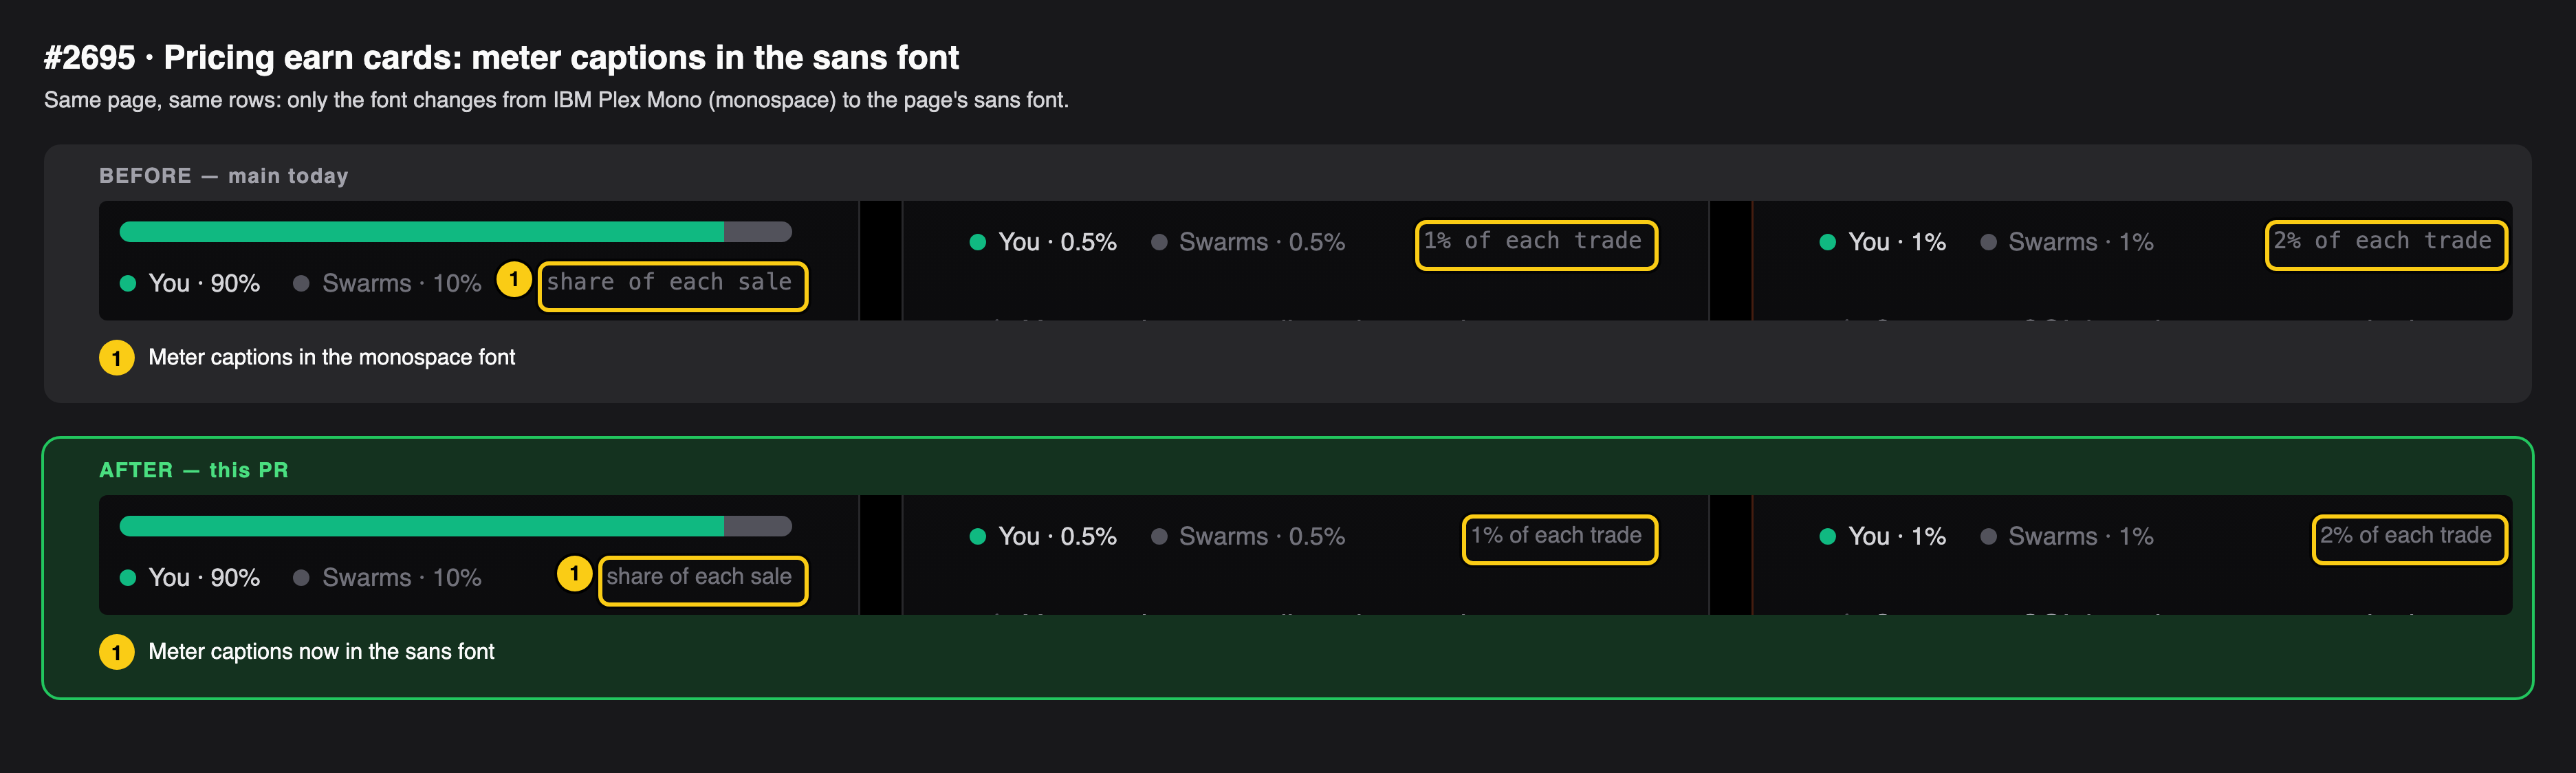 #2695 · Pricing earn cards: meter captions in the sans font
Same page, same rows: only the font changes from IBM Plex Mono (monospace) to the page's sans font.
BEFORE — main today
You · 90% Swarms · 10% 1 share of each sale
You · 0.5% Swarms · 0.5% 1% of each trade
You · 1% Swarms · 1% 2% of each trade
1 Meter captions in the monospace font
AFTER — this PR
You · 90% Swarms · 10% 1 share of each sale
You · 0.5% Swarms · 0.5% 1% of each trade
You · 1% Swarms · 1% 2% of each trade
1 Meter captions now in the sans font